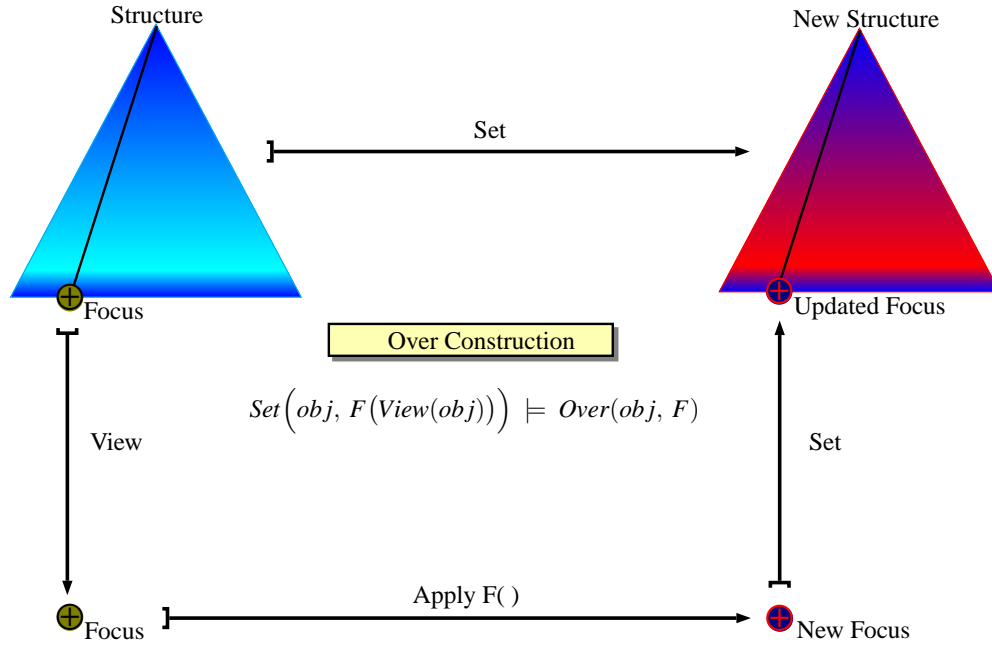 Structure
New Structure
Set
Focus
Updated Focus
Over Construction
Set(obj, F(View(obj))) ⊨ Over(obj, F)
View
Set
Apply F( )
Focus
New Focus